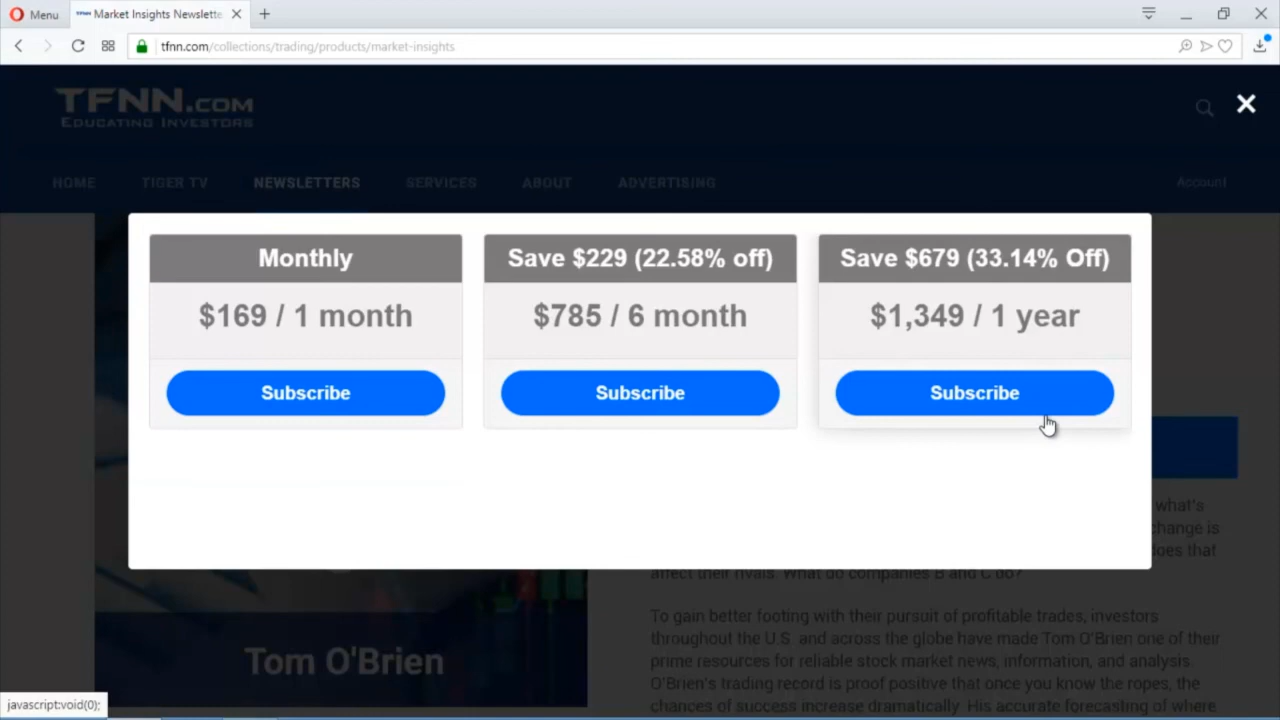 Menu
Market Insights Newslette
tfnn.com/collections/trading/products/market-insights
TFNN.COM
EDUCATING INVESTORS
HOME
TIGER TV
NEWSLETTERS
SERVICES
ABOUT
ADVERTISING
Account
Monthly
$169 / 1 month
Subscribe
Save $229 (22.58% off)
$785 / 6 month
Subscribe
Save $679 (33.14% Off)
$1,349 / 1 year
Subscribe
what's
change is
does that
affect their rivals. What do companies B and C do?
To gain better footing with their pursuit of profitable trades, investors
throughout the U.S. and across the globe have made Tom O'Brien one of their
prime resources for reliable stock market news, information, and analysis.
O'Brien's trading record is proof positive that once you know the ropes, the
chances of success increase dramatically. His accurate forecasting of where
Tom O'Brien
javascript:void(0);